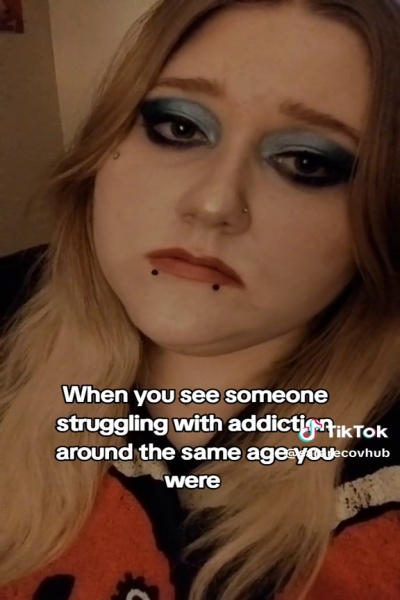 When you see someone
struggling with addiction
around the same age you
were
TikTok